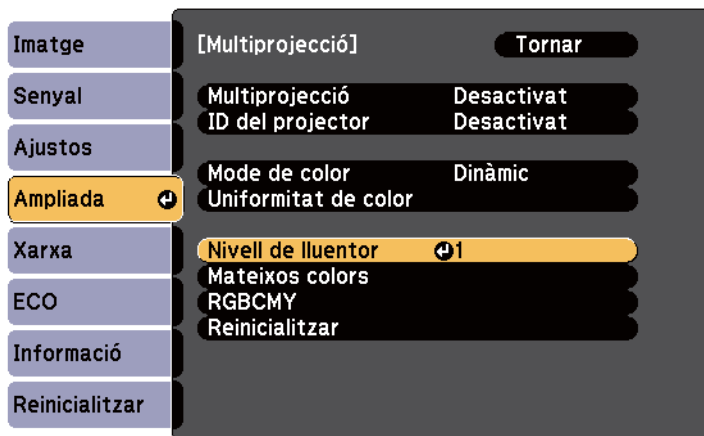 Imatge
Senyal
Ajustos
Ampliada
Xarxa
ECO
Informació
Reinicialitzar
[Multiprojecció] Tornar
Multiprojecció Desactivat
ID del projector Desactivat
Mode de color Dinàmic
Uniformitat de color
Nivell de lluentor 1
Mateixos colors
RGBCMY
Reinicialitzar